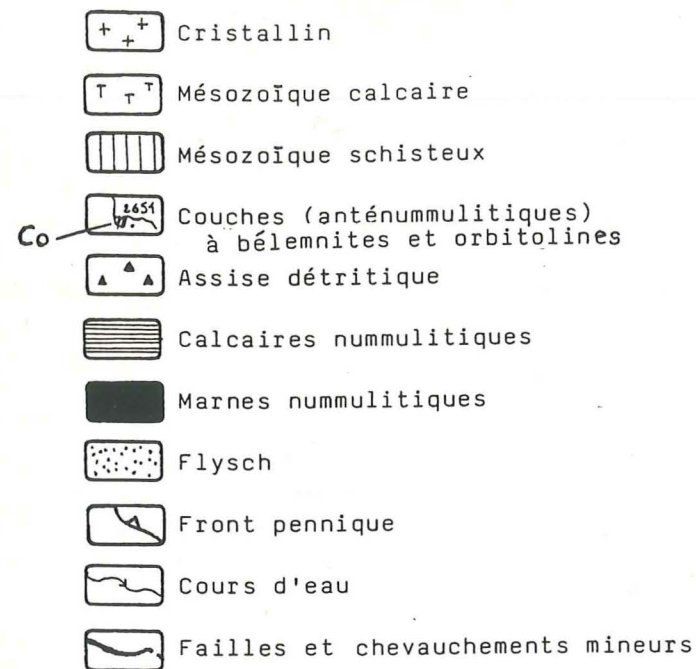 Cristallin
Mésozoïque calcaire
Mésozoïque schisteux
2651
Co
Couches (anténummulitiques)
à bélemnites et orbitolines
Assise détritique
Calcaires nummulitiques
Marnes nummulitiques
Flysch
Front pennique
Cours d'eau
Failles et chevauchements mineurs